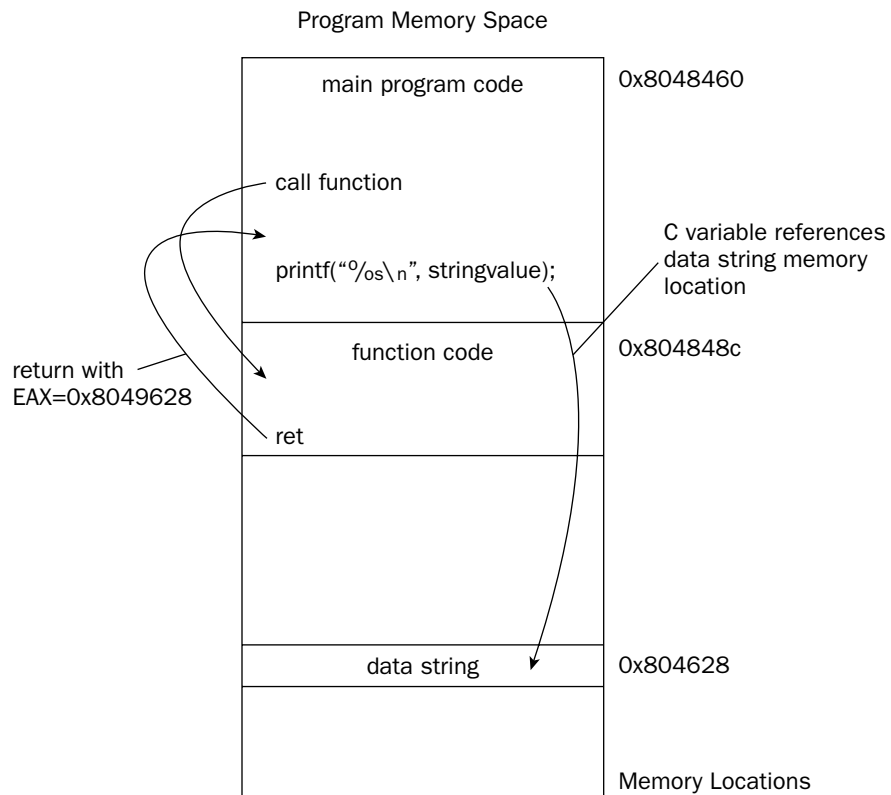 Program Memory Space
main program code
0x8048460
call function
C variable references
data string memory
location
printf(“%s\n”, stringvalue);
function code
0x804848c
return with
EAX=0x8049628
ret
data string
0x804628
Memory Locations